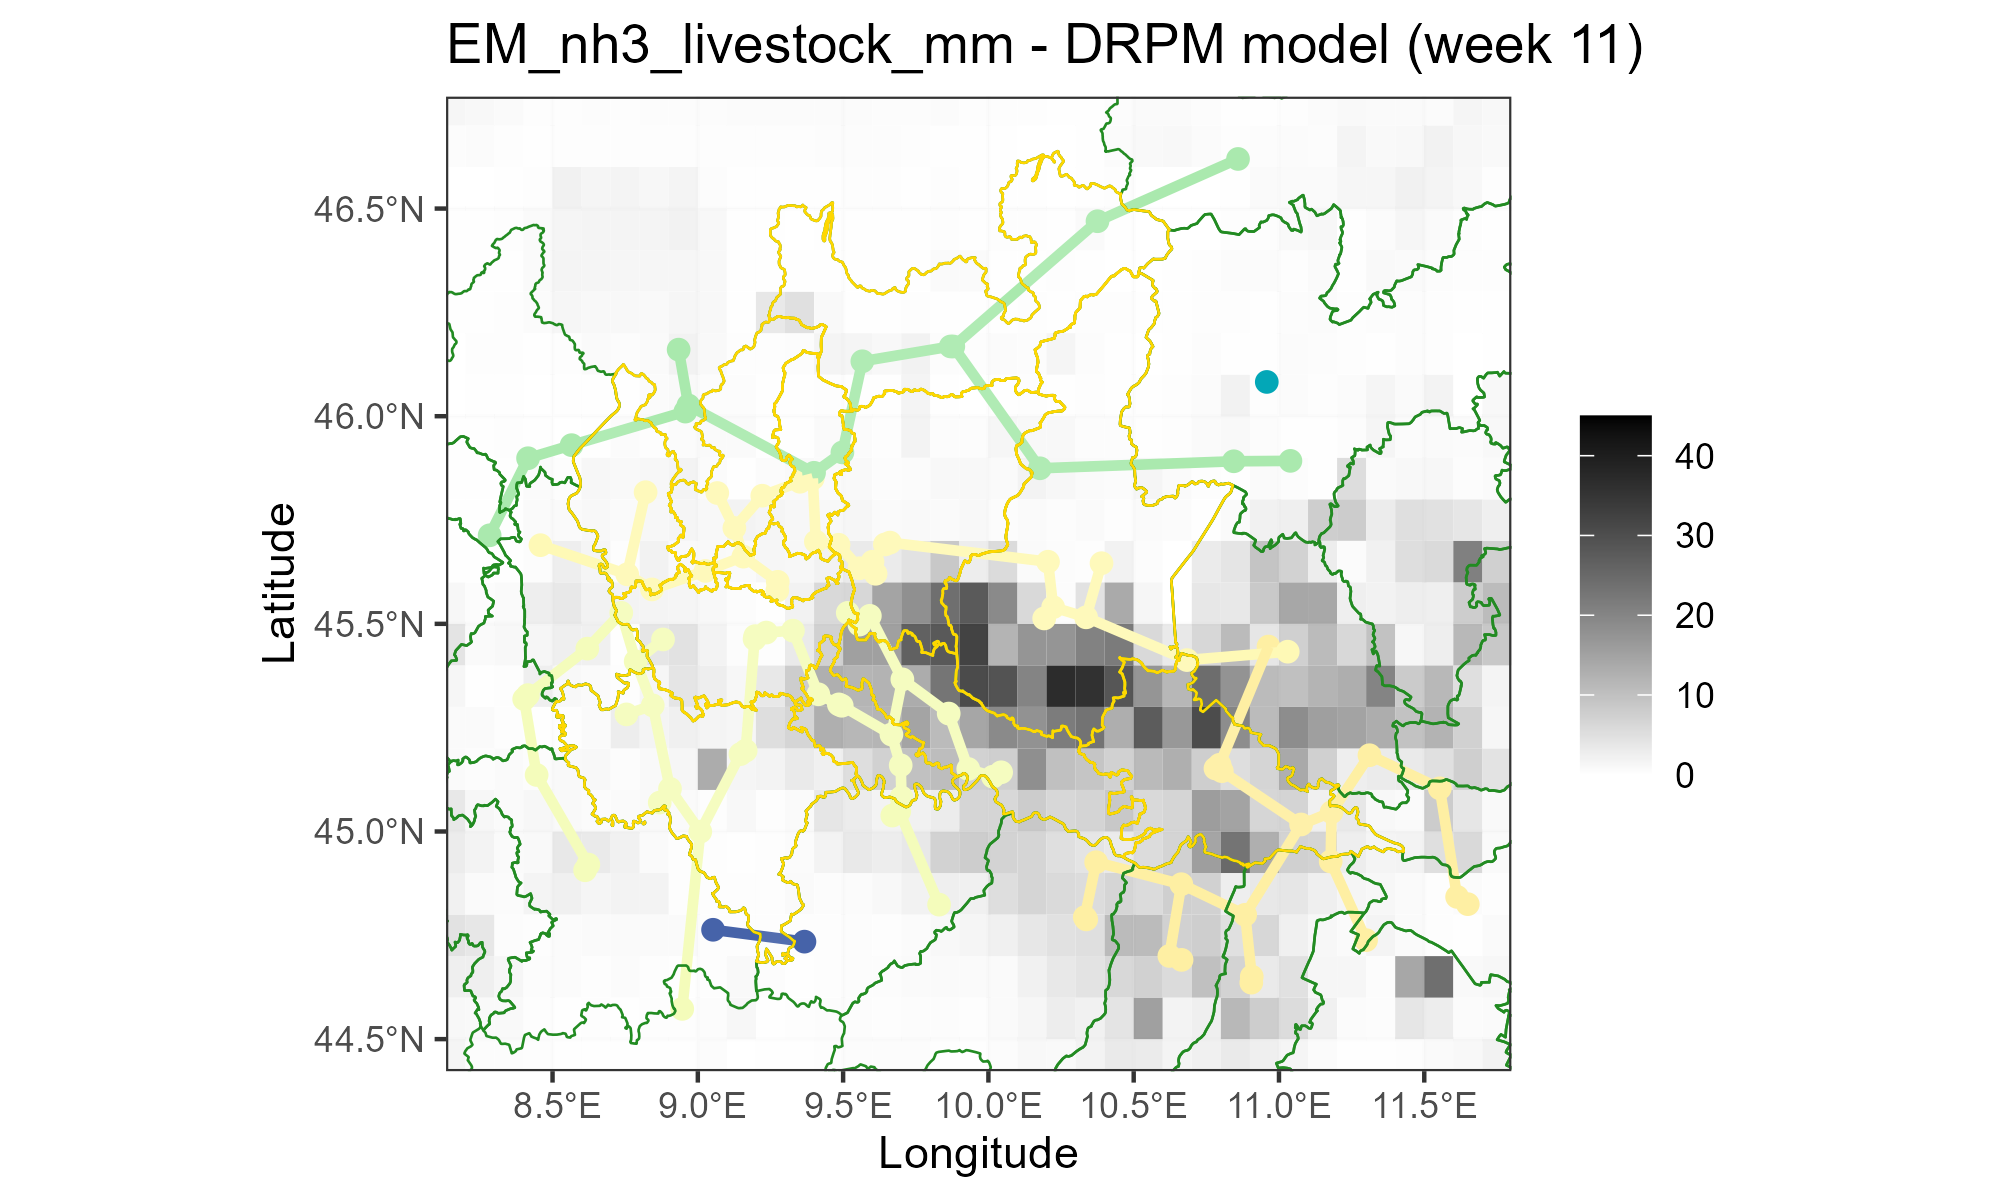 EM_nh3_livestock_mm - DRPM model (week 11)
46.5°N
46.0°N
45.5°N
45.0°N
44.5°N
Latitude
8.5°E
9.0°E
9.5°E
10.0°E
10.5°E
11.0°E
11.5°E
Longitude
40
30
20
10
0